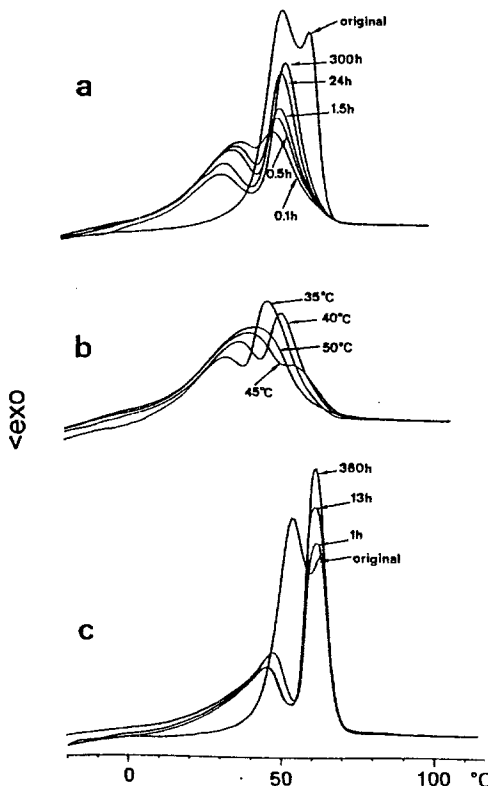 original
a
300h
24h
1.5h
0.5h
0.1h
35°C
40°C
b
50°C
45°C
<exo
360h
13h
1h
original
c
0 50 100 °C